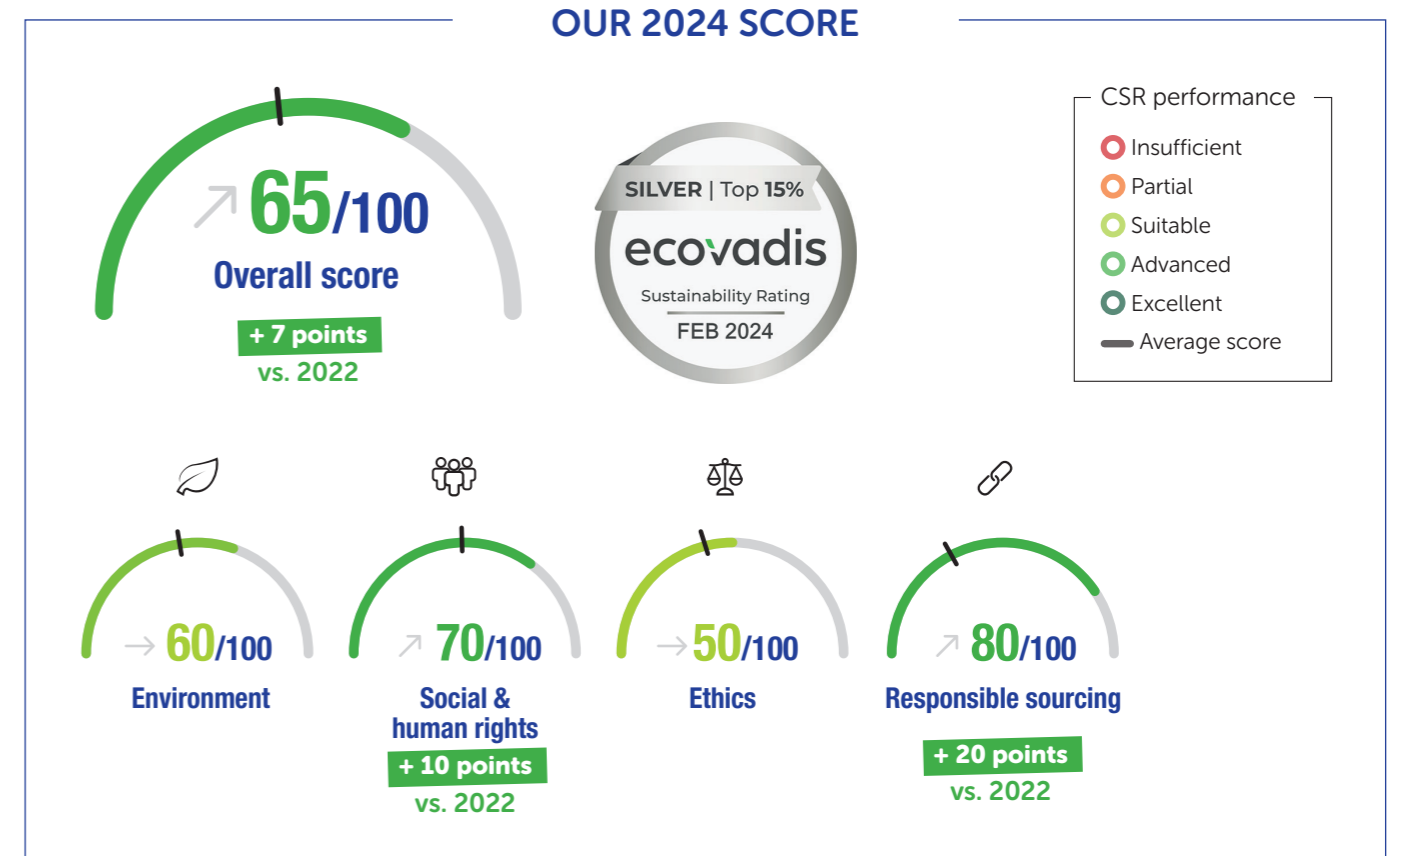 OUR 2024 SCORE
65/100
Overall score
+ 7 points
vs. 2022
SILVER | Top 15%
ecovadis
Sustainability Rating
FEB 2024
CSR performance
Insufficient
Partial
Suitable
Advanced
Excellent
Average score
60/100
Environment
70/100
Social &
human rights
+ 10 points
vs. 2022
50/100
Ethics
80/100
Responsible sourcing
+ 20 points
vs. 2022